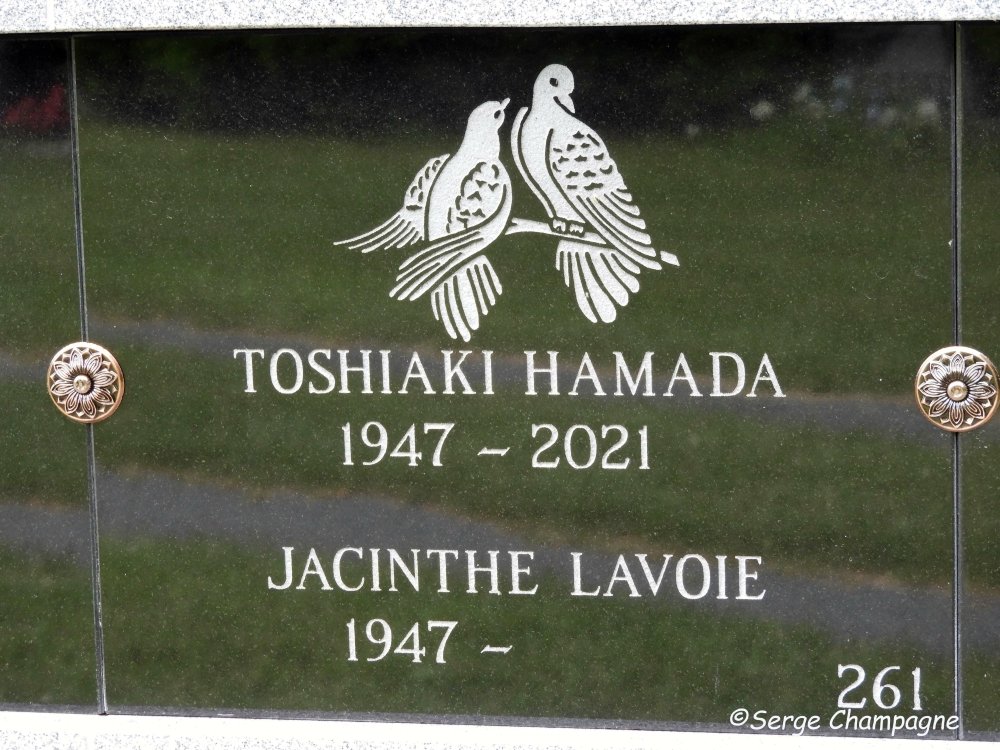 TOSHIAKI HAMADA
1947 - 2021
JACINTHE LAVOIE
1947 -
261
©Serge Champagne